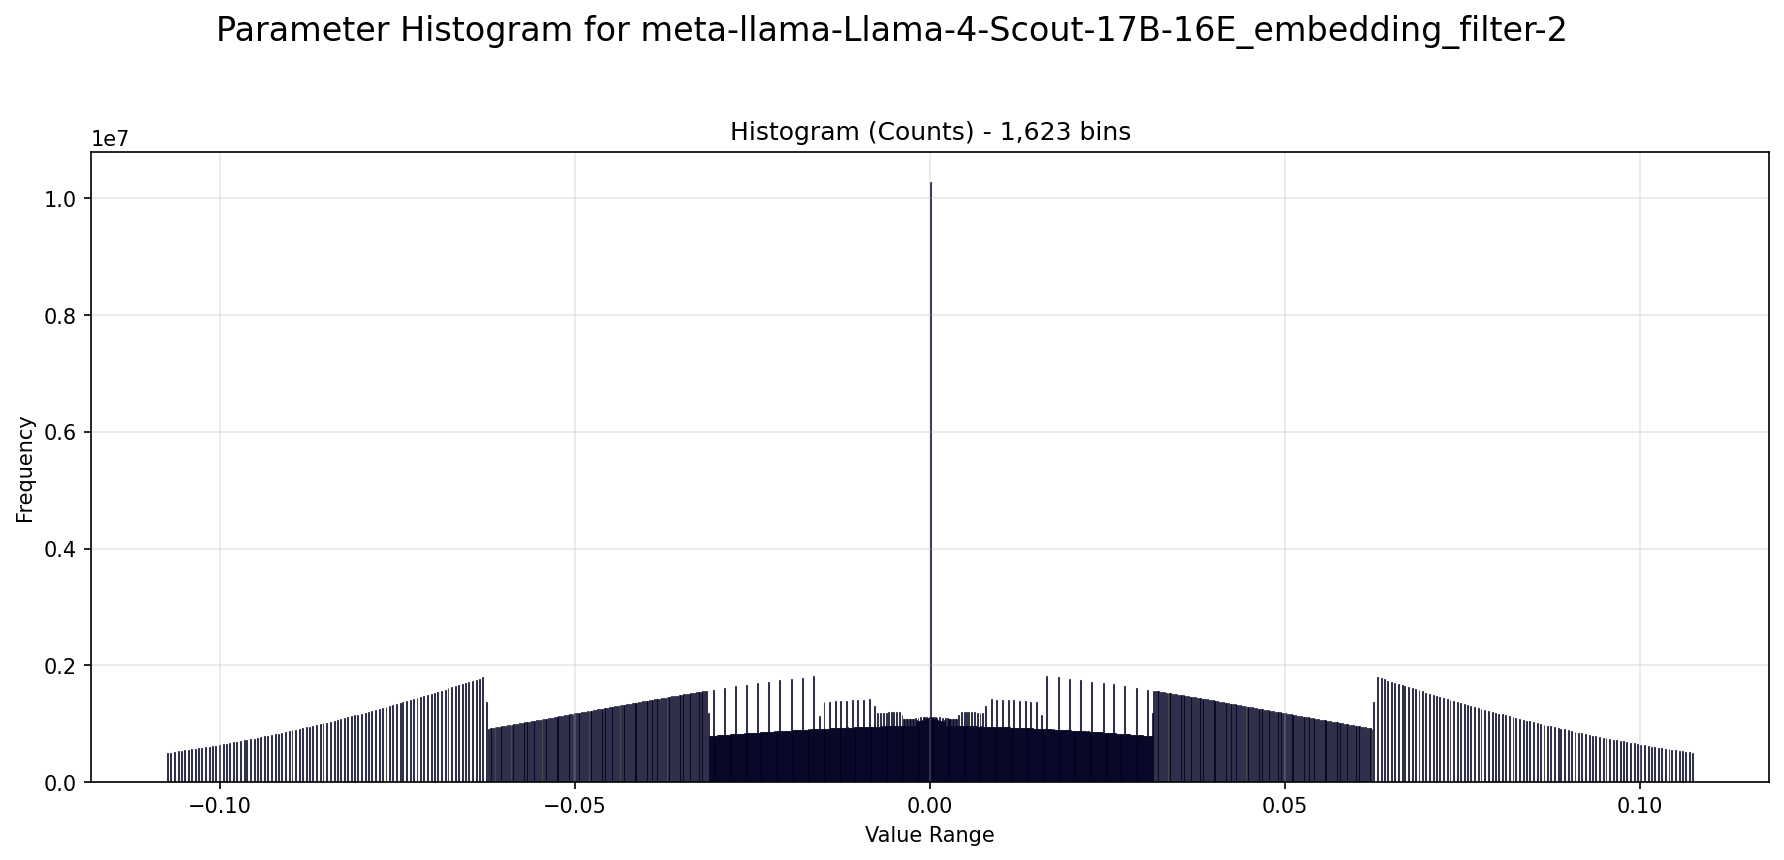 Parameter Histogram for meta-llama-Llama-4-Scout-17B-16E_embedding_filter-2
Histogram (Counts) - 1,623 bins
1e7
1.0
0.8
0.6
0.4
0.2
0.0
Frequency
−0.10
−0.05
0.00
0.05
0.10
Value Range